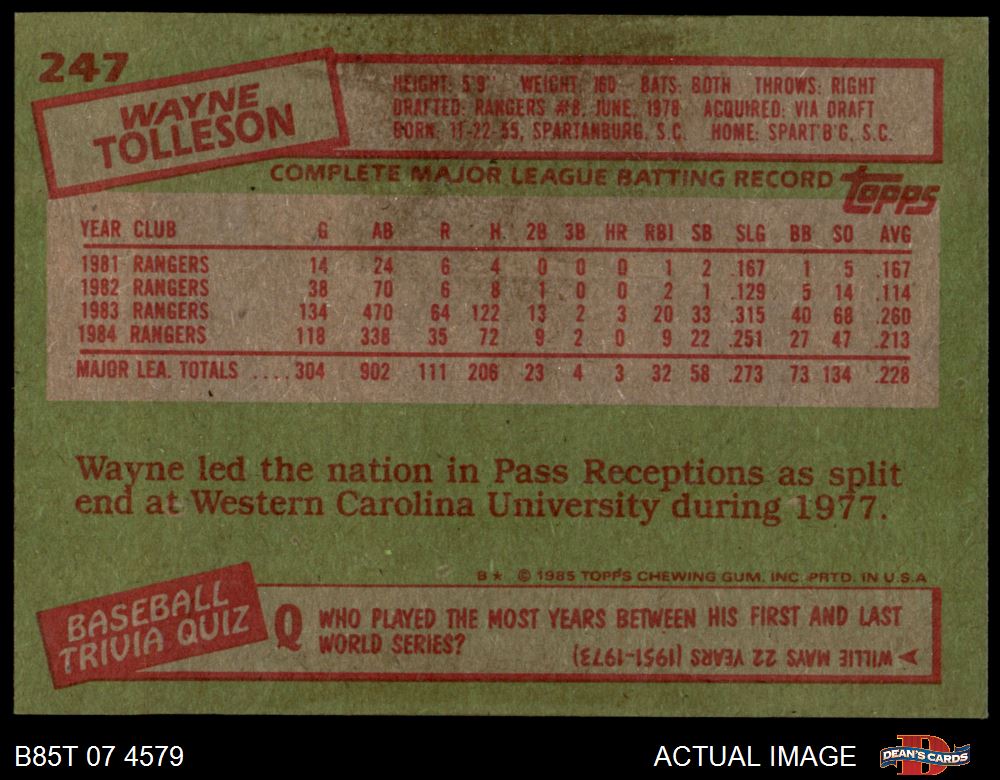 247
WAYNE
TOLLESON
HEIGHT: 5'9" WEIGHT: 160 BATS: BOTH THROWS: RIGHT
DRAFTED: RANGERS #8, JUNE, 1978 ACQUIRED: VIA DRAFT
BORN: 11-22-55, SPARTANBURG, S.C. HOME: SPART'B'G, S.C.
COMPLETE MAJOR LEAGUE BATTING RECORD
topps
YEAR CLUB G AB R H 2B 3B HR RBI SB SLG BB SO AVG
1981 RANGERS 14 24 6 4 0 0 0 1 2 .167 1 5 .167
1982 RANGERS 38 70 6 8 1 0 0 2 1 .129 5 14 .114
1983 RANGERS 134 470 64 122 13 2 3 20 33 .315 40 68 .260
1984 RANGERS 118 338 35 72 9 2 0 9 22 .251 27 47 .213
MAJOR LEA. TOTALS ....304 902 111 206 23 4 3 32 58 .273 73 134 .228
Wayne led the nation in Pass Receptions as split
end at Western Carolina University during 1977.
B★ © 1985 TOPPS CHEWING GUM, INC. PRTD. IN U.S.A
BASEBALL
TRIVIA QUIZ
Q WHO PLAYED THE MOST YEARS BETWEEN HIS FIRST AND LAST
WORLD SERIES?
WILLIE MAYS 22 YEARS (1951-1973)
B85T 07 4579
ACTUAL IMAGE
D
DEAN'S CARDS